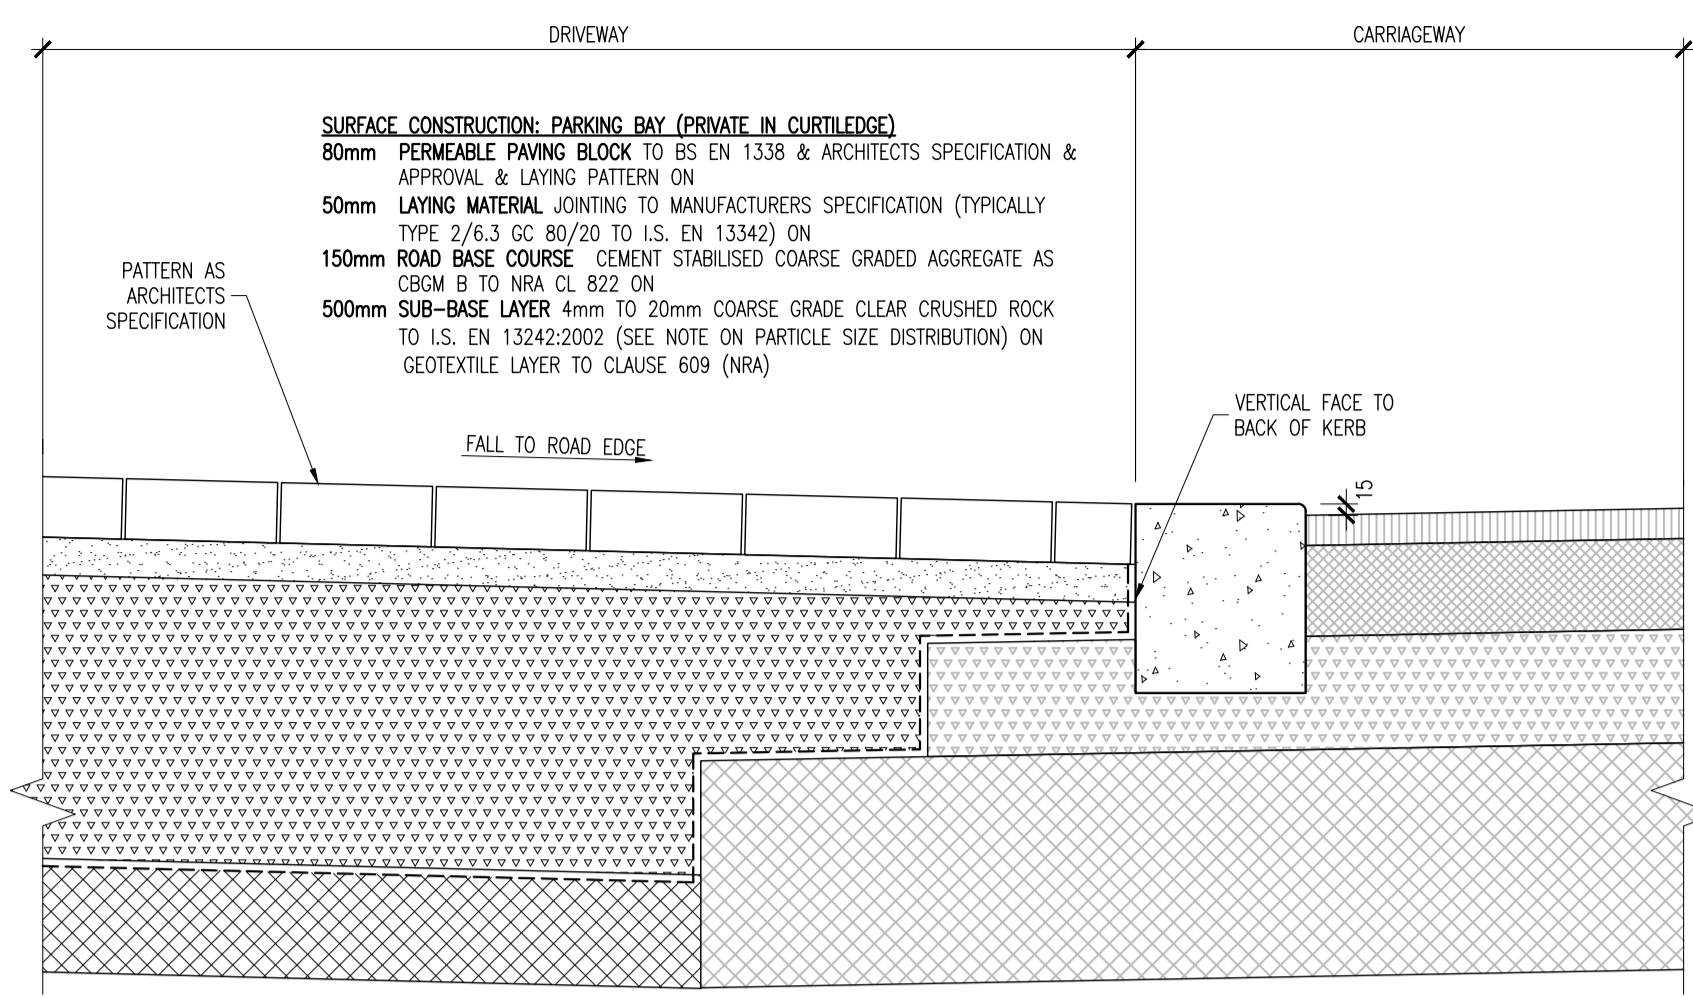 DRIVEWAY
CARRIAGEWAY
SURFACE CONSTRUCTION: PARKING BAY (PRIVATE IN CURTILEDGE)
80mm PERMEABLE PAVING BLOCK TO BS EN 1338 & ARCHITECTS SPECIFICATION &
APPROVAL & LAYING PATTERN ON
50mm LAYING MATERIAL JOINTING TO MANUFACTURERS SPECIFICATION (TYPICALLY
TYPE 2/6.3 GC 80/20 TO I.S. EN 13342) ON
150mm ROAD BASE COURSE CEMENT STABILISED COARSE GRADED AGGREGATE AS
CBGM B TO NRA CL 822 ON
500mm SUB-BASE LAYER 4mm TO 20mm COARSE GRADE CLEAR CRUSHED ROCK
TO I.S. EN 13242:2002 (SEE NOTE ON PARTICLE SIZE DISTRIBUTION) ON
GEOTEXTILE LAYER TO CLAUSE 609 (NRA)
PATTERN AS
ARCHITECTS
SPECIFICATION
FALL TO ROAD EDGE
VERTICAL FACE TO
BACK OF KERB
15